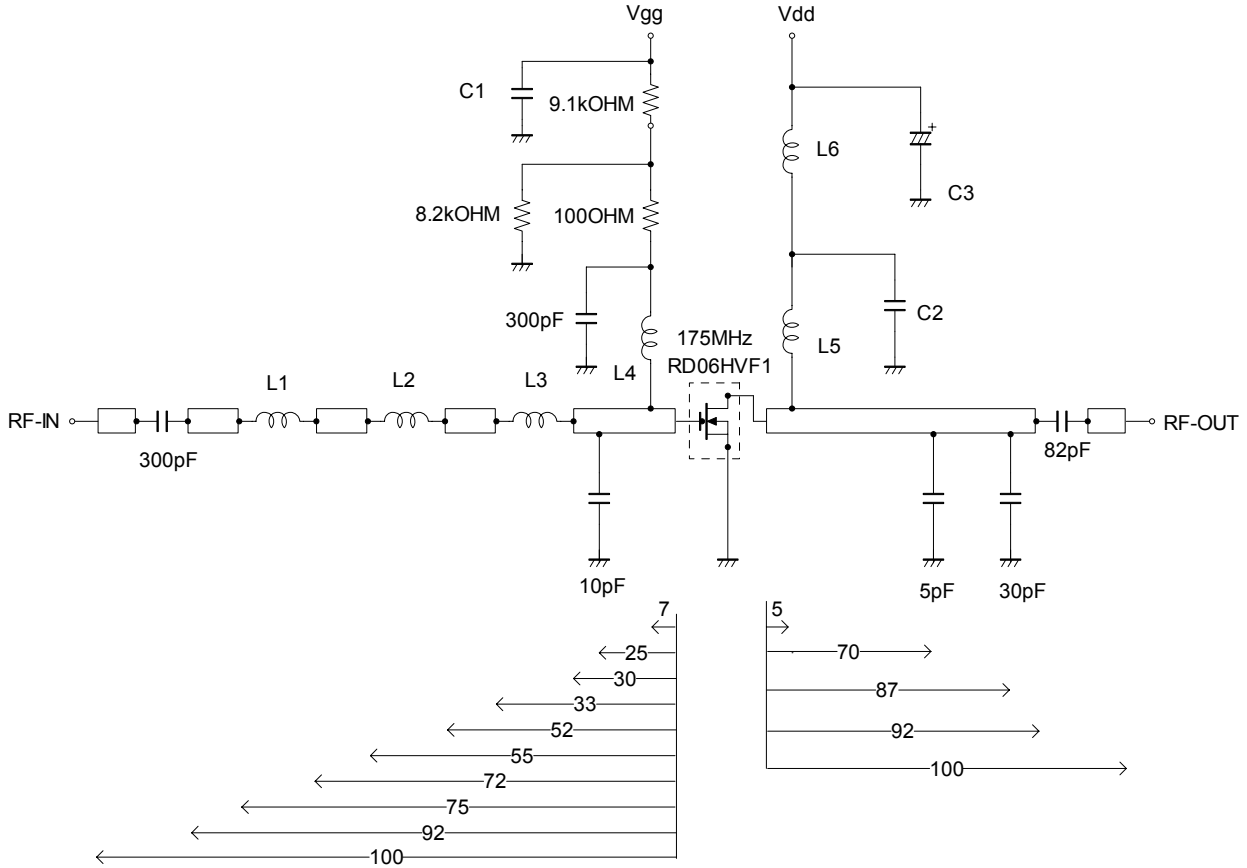 Vgg
Vdd
C1
9.1kOHM
L6
+
C3
8.2kOHM
100OHM
300pF
C2
175MHz
RD06HVF1
L5
L4
L1
L2
L3
RF-IN
RF-OUT
300pF
82pF
10pF
5pF
30pF
7
5
25
70
30
87
33
52
92
55
100
72
75
92
100